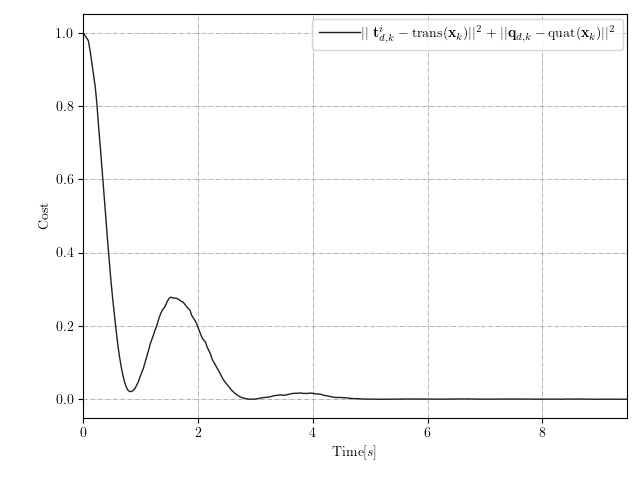 || t^i_{d,k} − trans(x_k)||^2 + ||q_{d,k} − quat(x_k)||^2
1.0
0.8
0.6
0.4
0.2
0.0
Cost
0 2 4 6 8
Time[s]